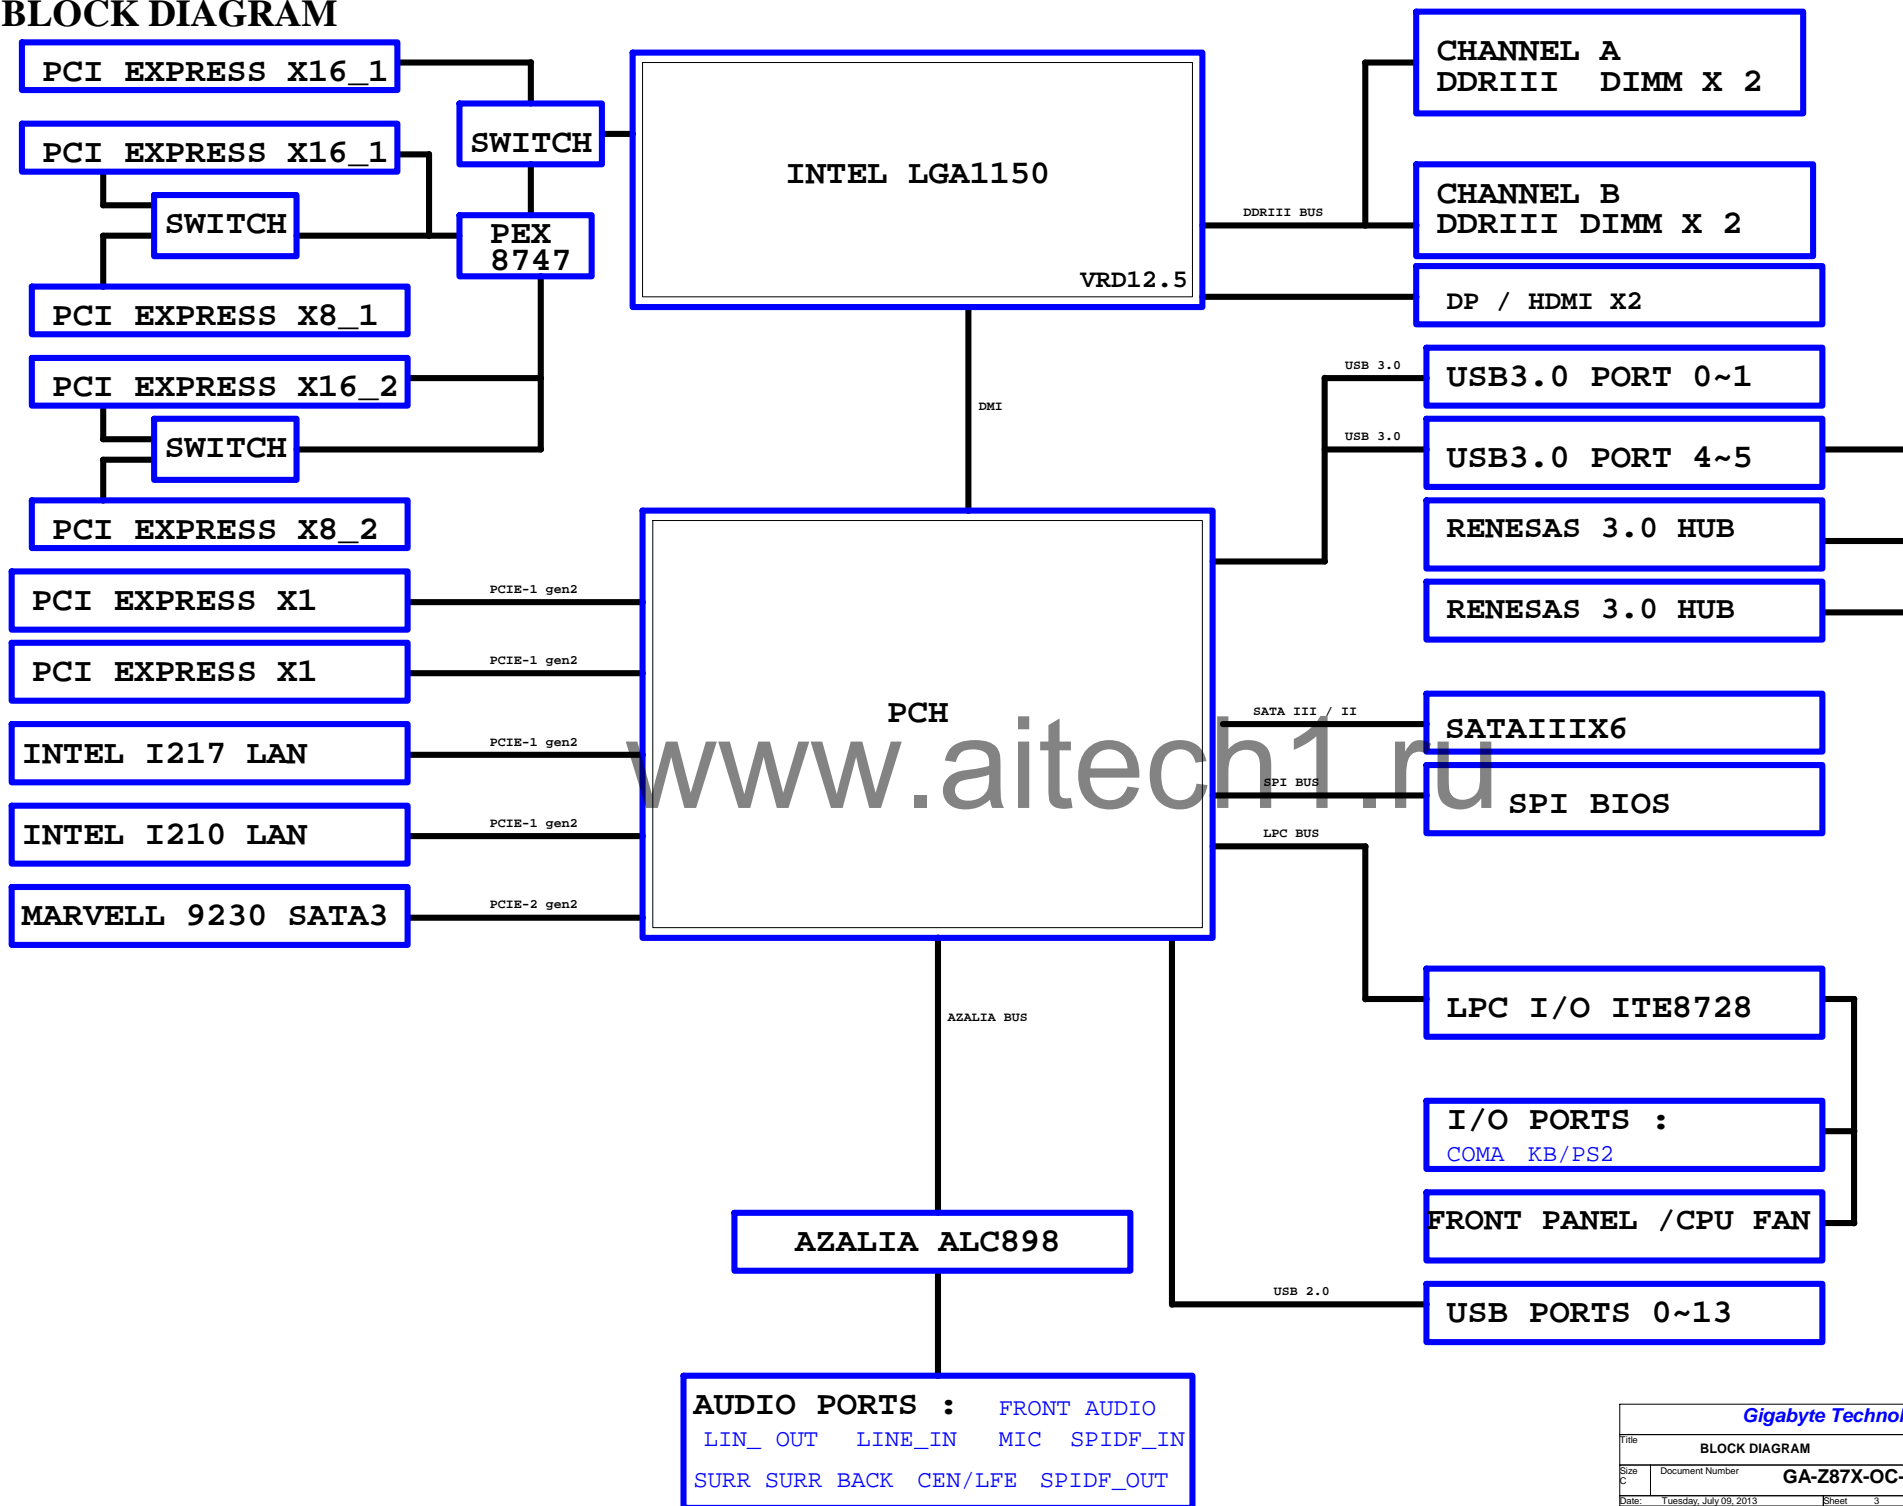 BLOCK DIAGRAM
PCI EXPRESS X16_1
PCI EXPRESS X16_1
SWITCH
SWITCH
PEX
8747
PCI EXPRESS X8_1
PCI EXPRESS X16_2
SWITCH
PCI EXPRESS X8_2
INTEL LGA1150
VRD12.5
CHANNEL A
DDRIII DIMM X 2
DDRIII BUS
CHANNEL B
DDRIII DIMM X 2
DP / HDMI X2
DMI
USB 3.0
USB3.0 PORT 0~1
USB 3.0
USB3.0 PORT 4~5
RENESAS 3.0 HUB
RENESAS 3.0 HUB
PCI EXPRESS X1
PCIE-1 gen2
PCI EXPRESS X1
PCIE-1 gen2
INTEL I217 LAN
PCIE-1 gen2
INTEL I210 LAN
PCIE-1 gen2
MARVELL 9230 SATA3
PCIE-2 gen2
PCH
www.aitech1.ru
SATA III / II
SATAIIIX6
SPI BUS
SPI BIOS
LPC BUS
LPC I/O ITE8728
I/O PORTS :
COMA KB/PS2
FRONT PANEL /CPU FAN
AZALIA BUS
AZALIA ALC898
USB 2.0
USB PORTS 0~13
AUDIO PORTS : FRONT AUDIO
LIN_ OUT LINE_IN MIC SPIDF_IN
SURR SURR BACK CEN/LFE SPIDF_OUT
Gigabyte Technol
Title
BLOCK DIAGRAM
Size
C
Document Number
GA-Z87X-OC-
Date: Tuesday, July 09, 2013 Sheet 3